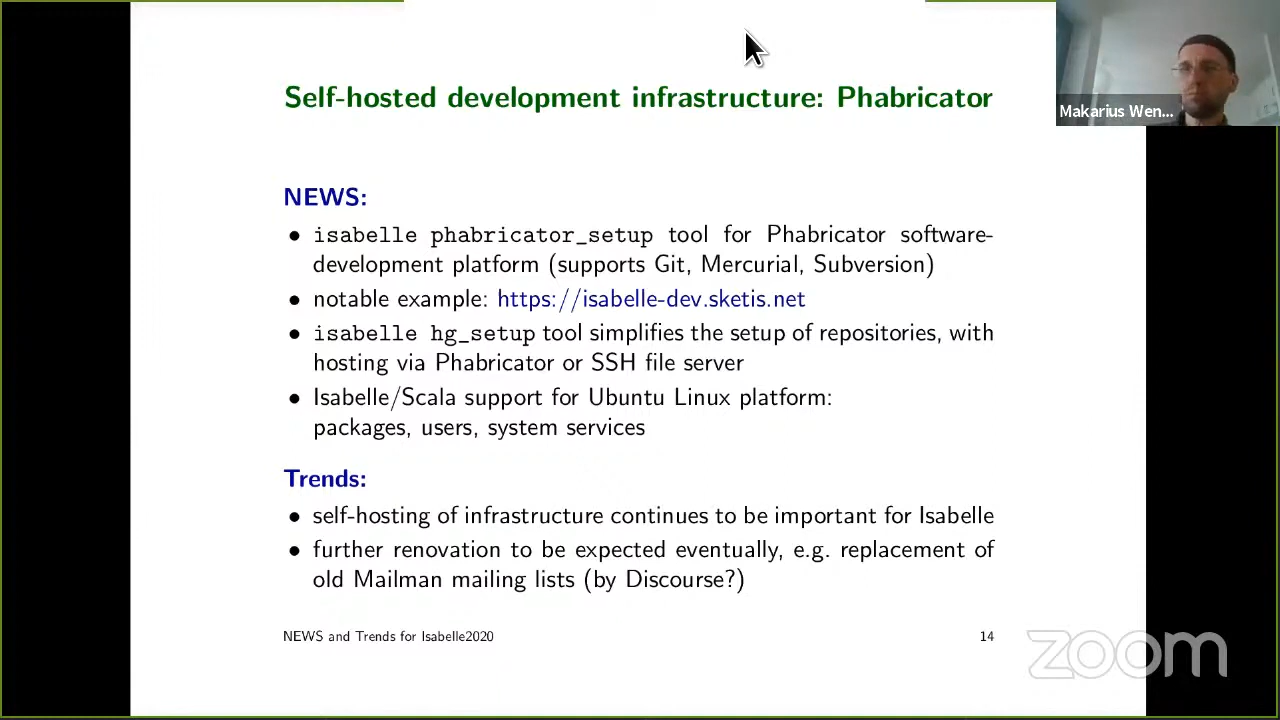 Self-hosted development infrastructure: Phabricator
Makarius Wen...
NEWS:
• isabelle phabricator_setup tool for Phabricator software-
development platform (supports Git, Mercurial, Subversion)
• notable example: https://isabelle-dev.sketis.net
• isabelle hg_setup tool simplifies the setup of repositories, with
hosting via Phabricator or SSH file server
• Isabelle/Scala support for Ubuntu Linux platform:
packages, users, system services
Trends:
• self-hosting of infrastructure continues to be important for Isabelle
• further renovation to be expected eventually, e.g. replacement of
old Mailman mailing lists (by Discourse?)
NEWS and Trends for Isabelle2020
14
zoom